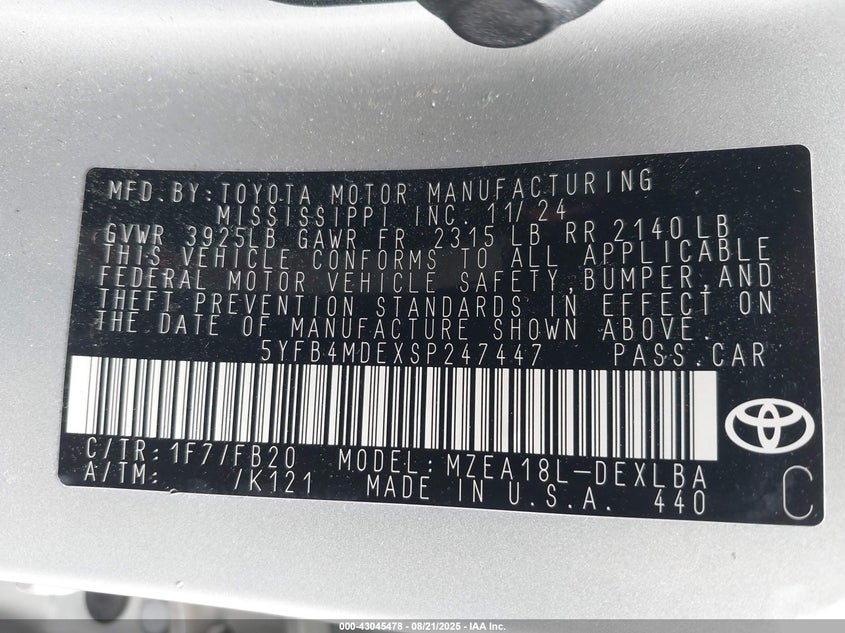 MFD. BY: TOYOTA MOTOR MANUFACTURING
MISSISSIPPI INC. 11/24
GVWR 3925LB GAWR FR 2315 LB RR 2140 LB
THIS VEHICLE CONFORMS TO ALL APPLICABLE
FEDERAL MOTOR VEHICLE SAFETY, BUMPER, AND
THEFT PREVENTION STANDARDS IN EFFECT ON
THE DATE OF MANUFACTURE SHOWN ABOVE.
5YFB4MDEXSP247447 PASS. CAR
C/TR: 1F7/FB20 MODEL: MZEA18L-DEXLBA
A/TM: /K121 MADE IN U.S.A. 440
C
000-43045478 - 08/21/2025 - IAA Inc.